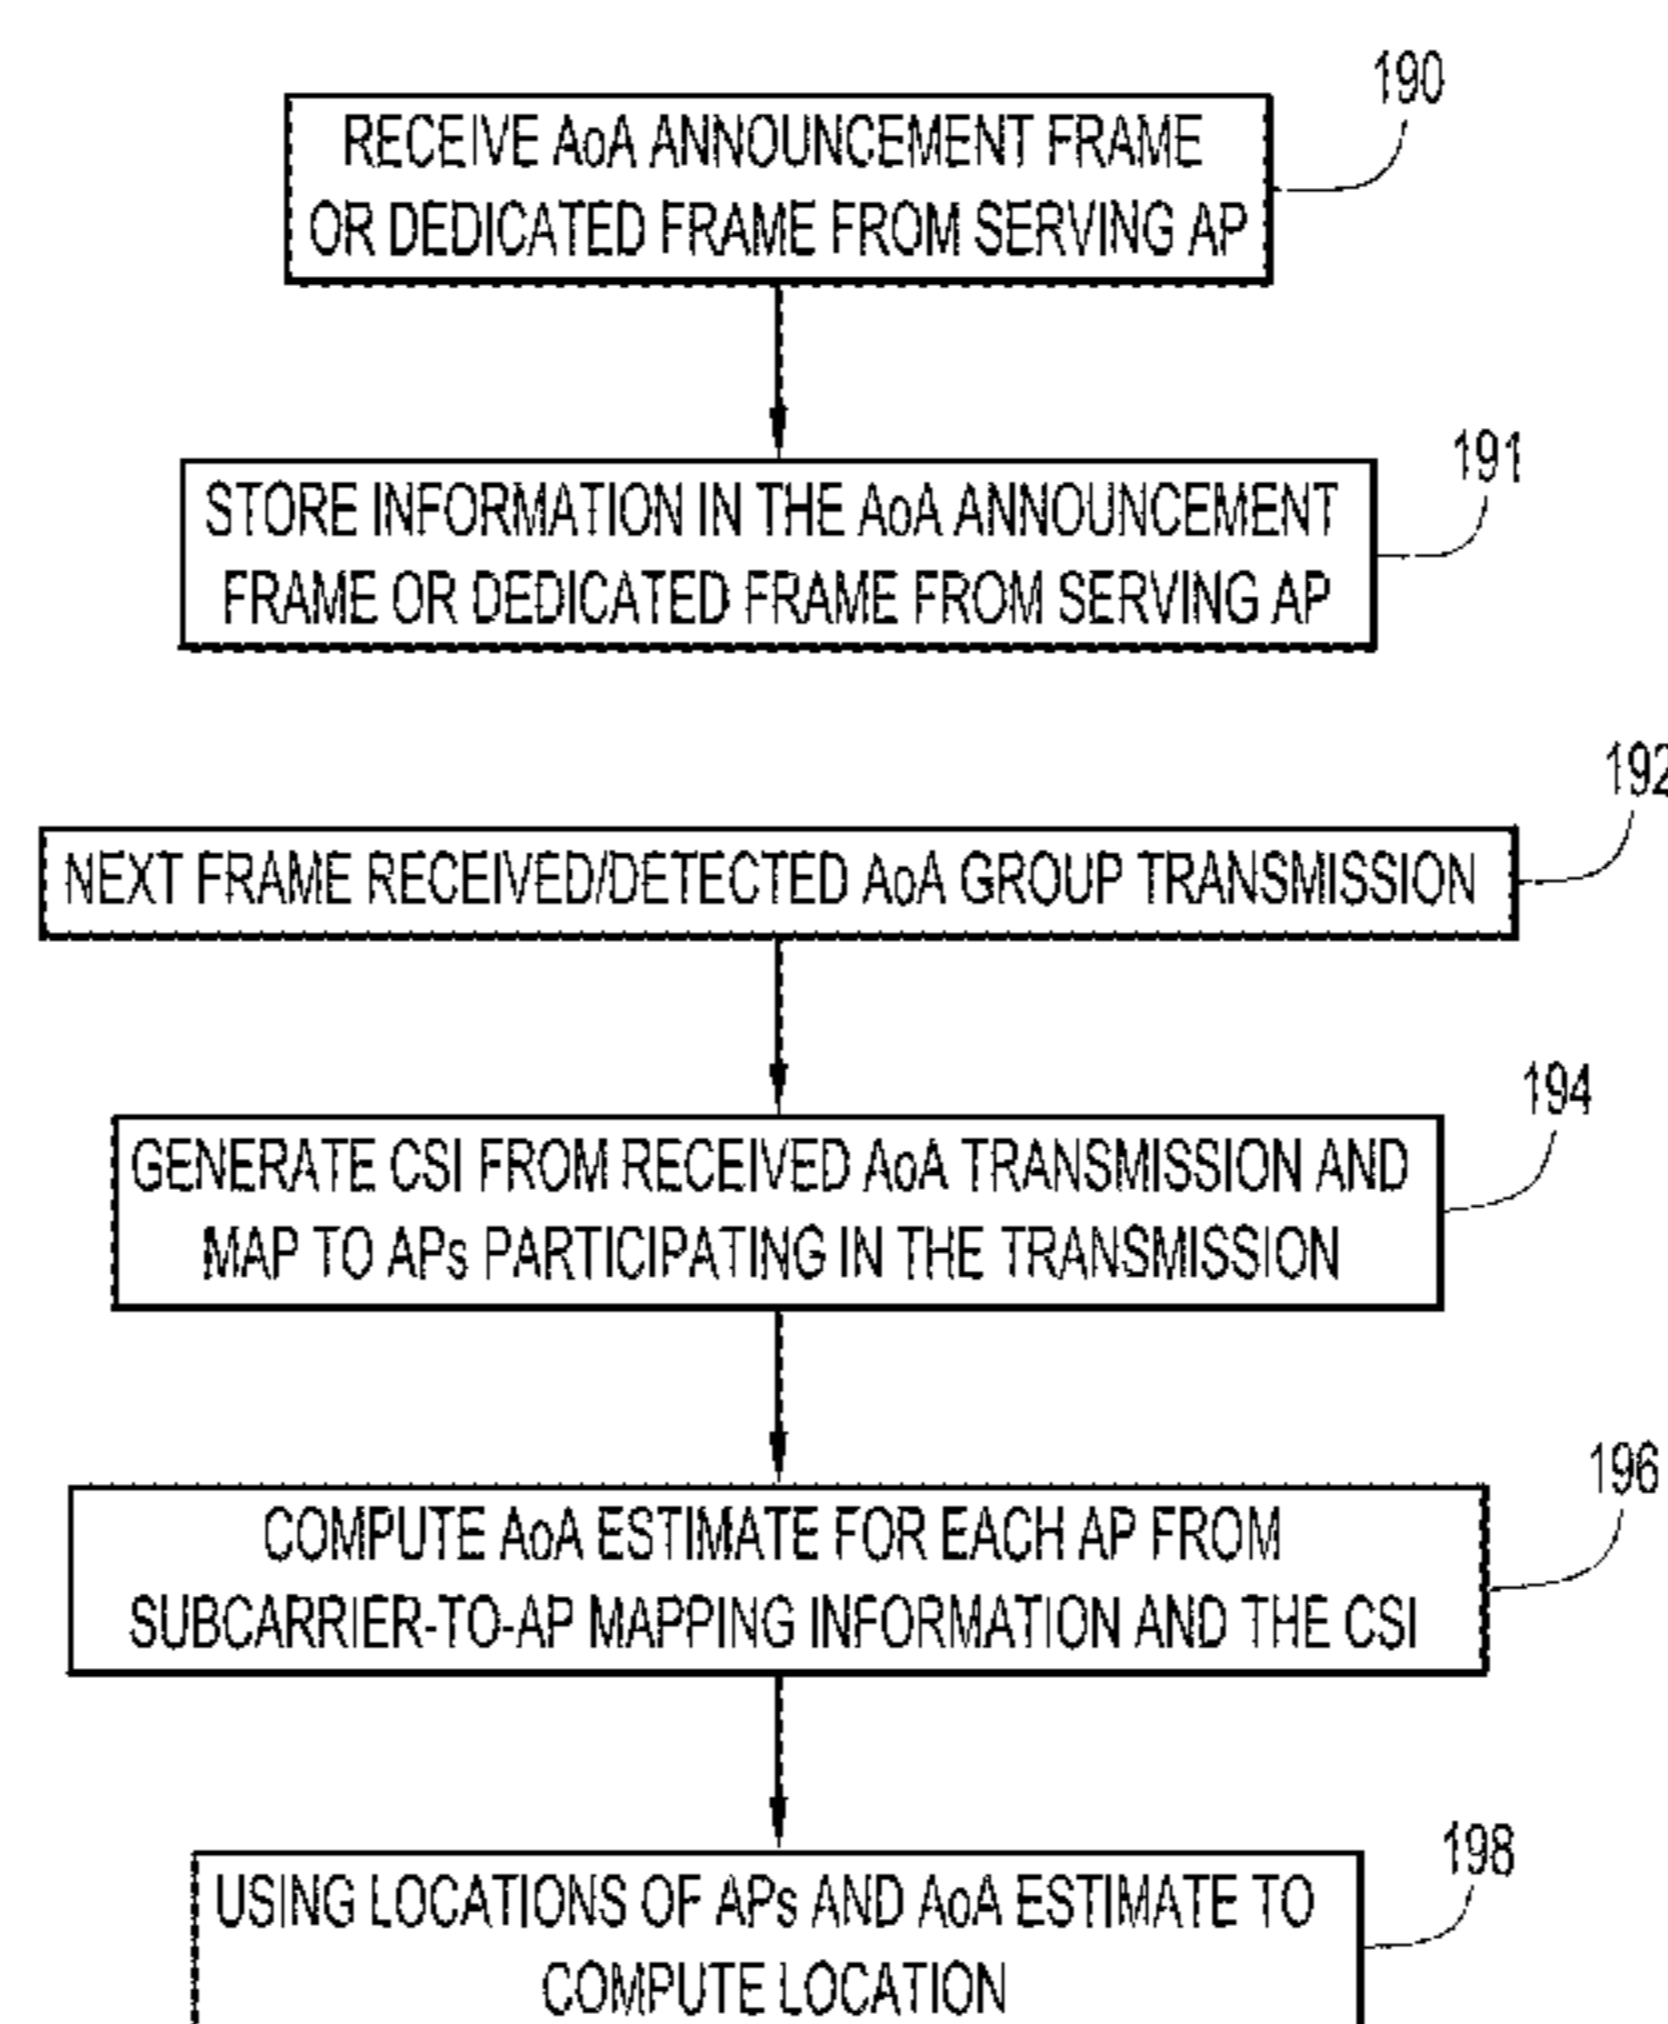 190
RECEIVE AoA ANNOUNCEMENT FRAME
OR DEDICATED FRAME FROM SERVING AP
191
STORE INFORMATION IN THE AoA ANNOUNCEMENT
FRAME OR DEDICATED FRAME FROM SERVING AP
192
NEXT FRAME RECEIVED/DETECTED AoA GROUP TRANSMISSION
194
GENERATE CSI FROM RECEIVED AoA TRANSMISSION AND
MAP TO APs PARTICIPATING IN THE TRANSMISSION
196
COMPUTE AoA ESTIMATE FOR EACH AP FROM
SUBCARRIER-TO-AP MAPPING INFORMATION AND THE CSI
198
USING LOCATIONS OF APs AND AoA ESTIMATE TO
COMPUTE LOCATION